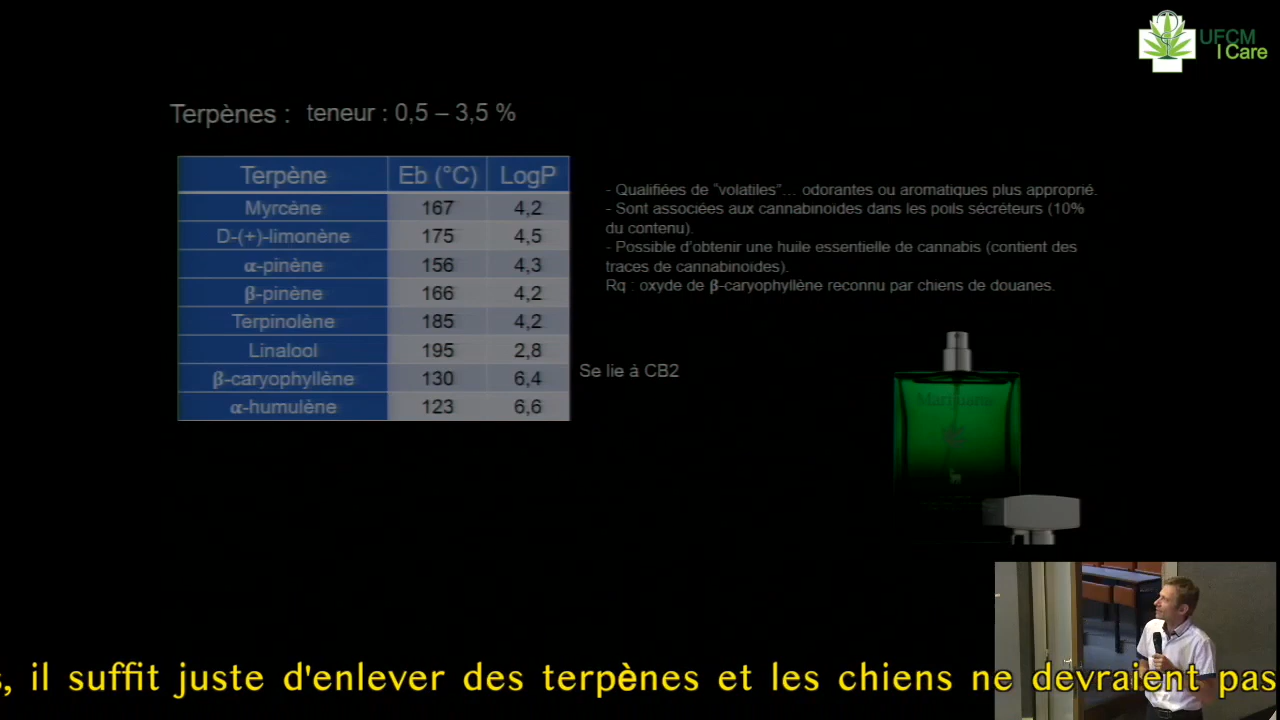 UFCM
I Care
Terpènes : teneur : 0,5 – 3,5 %
Terpène Eb (°C) LogP
Myrcène 167 4,2
D-(+)-limonène 175 4,5
α-pinène 156 4,3
β-pinène 166 4,2
Terpinolène 185 4,2
Linalool 195 2,8
β-caryophyllène 130 6,4
α-humulène 123 6,6
- Qualifiées de “volatiles”... odorantes ou aromatiques plus approprié.
- Sont associées aux cannabinoïdes dans les poils sécréteurs (10%
du contenu).
- Possible d’obtenir une huile essentielle de cannabis (contient des
traces de cannabinoïdes).
Rq : oxyde de β-caryophyllène reconnu par chiens de douanes.
Se lie à CB2
Marijuana
, il suffit juste d'enlever des terpènes et les chiens ne devraient pas